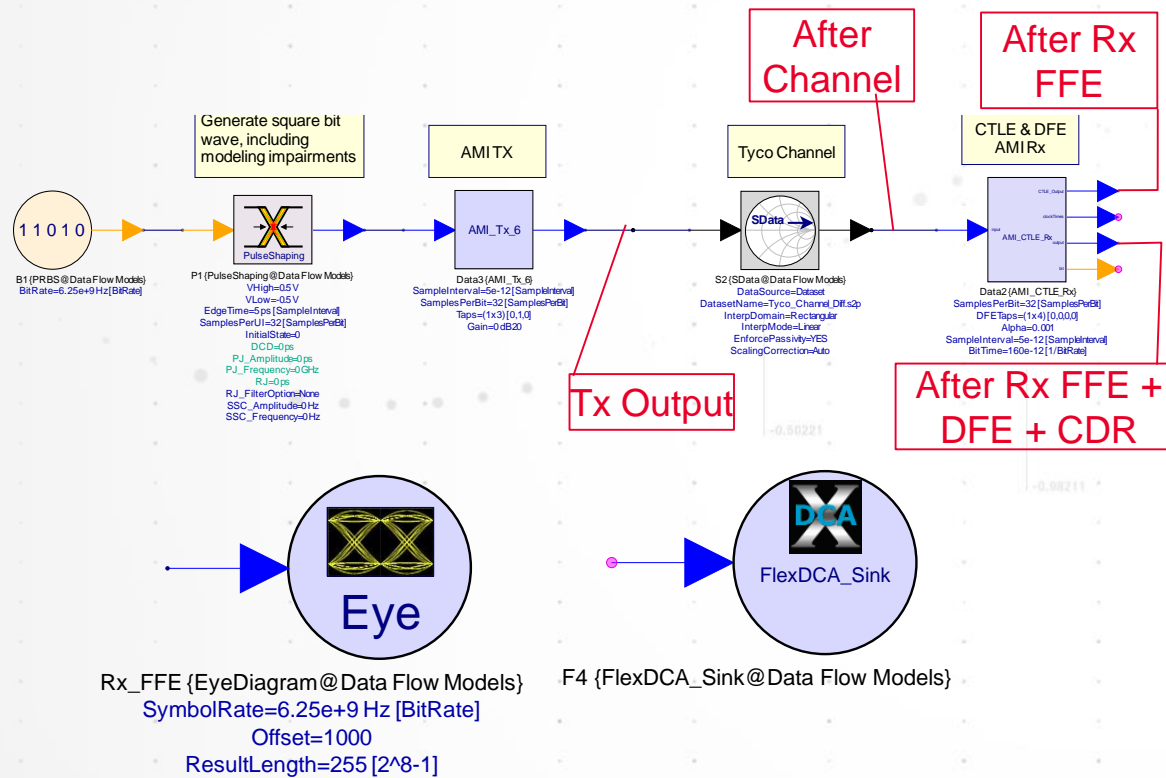 After
Channel
After Rx
FFE
Generate square bit
wave, including
modeling impairments
AMI TX
Tyco Channel
CTLE & DFE
AMI Rx
1 1 0 1 0
PulseShaping
AMI_Tx_6
SData
CTLE_Output
clockTimes
input
AMI_CTLE_Rx
output
bit
B1 {PRBS@Data Flow Models}
BitRate=6.25e+9 Hz [BitRate]
P1 {PulseShaping@Data Flow Models}
VHigh=0.5 V
VLow=-0.5 V
EdgeTime=5 ps [SampleInterval]
SamplesPerUI=32 [SamplesPerBit]
InitialState=0
DCD=0 ps
PJ_Amplitude=0 ps
PJ_Frequency=0 GHz
RJ=0 ps
RJ_FilterOption=None
SSC_Amplitude=0 Hz
SSC_Frequency=0 Hz
Data3 {AMI_Tx_6}
SampleInterval=5e-12 [SampleInterval]
SamplesPerBit=32 [SamplesPerBit]
Taps=(1x3) [0,1,0]
Gain=0 dB20
S2 {SData@Data Flow Models}
DataSource=Dataset
DatasetName=Tyco_Channel_Diff.s2p
InterpDomain=Rectangular
InterpMode=Linear
EnforcePassivity=YES
ScalingCorrection=Auto
Data2 {AMI_CTLE_Rx}
SamplesPerBit=32 [SamplesPerBit]
DFETaps=(1x4) [0,0,0,0]
Alpha=0.001
SampleInterval=5e-12 [SampleInterval]
BitTime=160e-12 [1/BitRate]
Tx Output
After Rx FFE +
DFE + CDR
-0.50221
-0.98211
Eye
DCA
FlexDCA_Sink
Rx_FFE {EyeDiagram@Data Flow Models}
SymbolRate=6.25e+9 Hz [BitRate]
Offset=1000
ResultLength=255 [2^8-1]
F4 {FlexDCA_Sink@Data Flow Models}